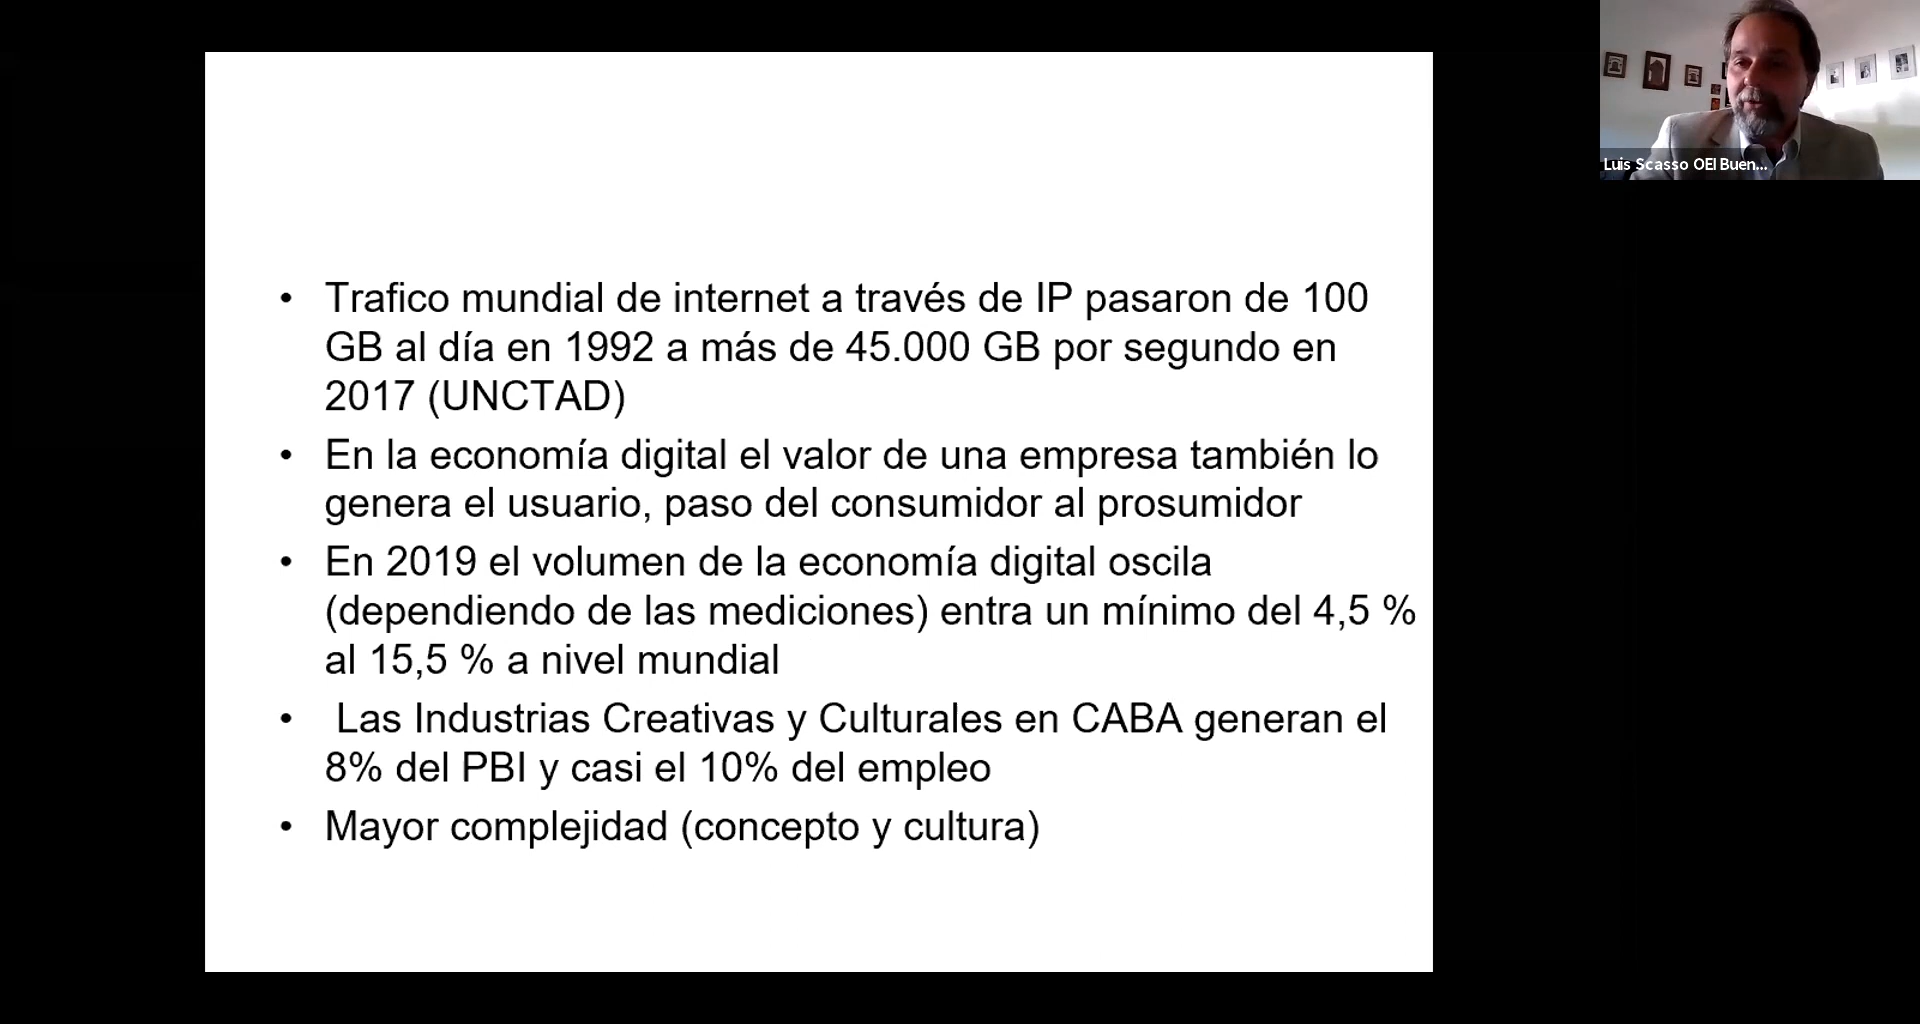 • Trafico mundial de internet a través de IP pasaron de 100
GB al día en 1992 a más de 45.000 GB por segundo en
2017 (UNCTAD)
• En la economía digital el valor de una empresa también lo
genera el usuario, paso del consumidor al prosumidor
• En 2019 el volumen de la economía digital oscila
(dependiendo de las mediciones) entra un mínimo del 4,5 %
al 15,5 % a nivel mundial
• Las Industrias Creativas y Culturales en CABA generan el
8% del PBI y casi el 10% del empleo
• Mayor complejidad (concepto y cultura)
Luis Scasso OEI Buen...